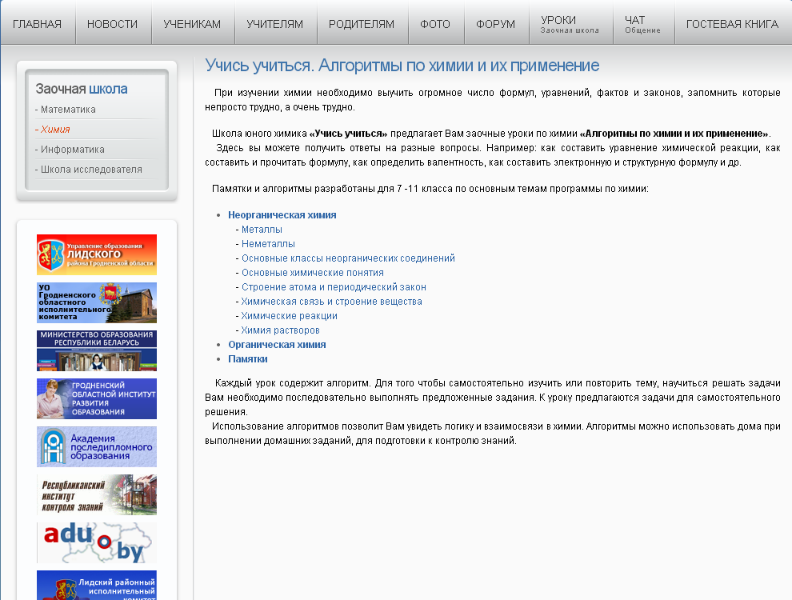 ГЛАВНАЯ
НОВОСТИ
УЧЕНИКАМ
УЧИТЕЛЯМ
РОДИТЕЛЯМ
ФОТО
ФОРУМ
УРОКИ
Заочная школа
ЧАТ
Общение
ГОСТЕВАЯ КНИГА
Заочная школа
- Математика
- Химия
- Информатика
- Школа исследователя
Управление образования
ЛИДСКОГО
района Гродненской области
УО
Гродненского
областного
исполнительного
комитета
МИНИСТЕРСТВО ОБРАЗОВАНИЯ
РЕСПУБЛИКИ БЕЛАРУСЬ
ГРОДНЕНСКИЙ
ОБЛАСТНОЙ ИНСТИТУТ
РАЗВИТИЯ
ОБРАЗОВАНИЯ
Академия
последипломного
образования
Республиканский
институт
контроля знаний
adu by
Лидский районный
исполнительный
комитет
Учись учиться. Алгоритмы по химии и их применение
При изучении химии необходимо выучить огромное число формул, уравнений, фактов и законов, запомнить которые
непросто трудно, а очень трудно.
Школа юного химика «Учись учиться» предлагает Вам заочные уроки по химии «Алгоритмы по химии и их применение».
Здесь вы можете получить ответы на разные вопросы. Например: как составить уравнение химической реакции, как
составить и прочитать формулу, как определить валентность, как составить электронную и структурную формулу и др.
Памятки и алгоритмы разработаны для 7 -11 класса по основным темам программы по химии:
Неорганическая химия
- Металлы
- Неметаллы
- Основные классы неорганических соединений
- Основные химические понятия
- Строение атома и периодический закон
- Химическая связь и строение вещества
- Химические реакции
- Химия растворов
Органическая химия
Памятки
Каждый урок содержит алгоритм. Для того чтобы самостоятельно изучить или повторить тему, научиться решать задачи
Вам необходимо последовательно выполнять предложенные задания. К уроку предлагаются задачи для самостоятельного
решения.
Использование алгоритмов позволит Вам увидеть логику и взаимосвязи в химии. Алгоритмы можно использовать дома при
выполнении домашних заданий, для подготовки к контролю знаний.